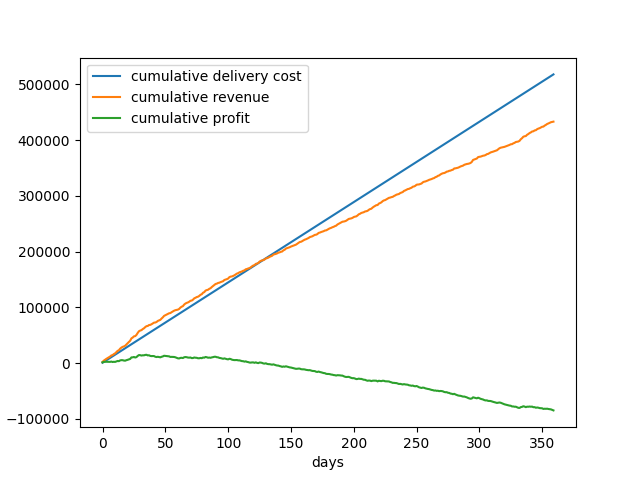 cumulative delivery cost
cumulative revenue
cumulative profit
500000
400000
300000
200000
100000
0
−100000
0 50 100 150 200 250 300 350
days